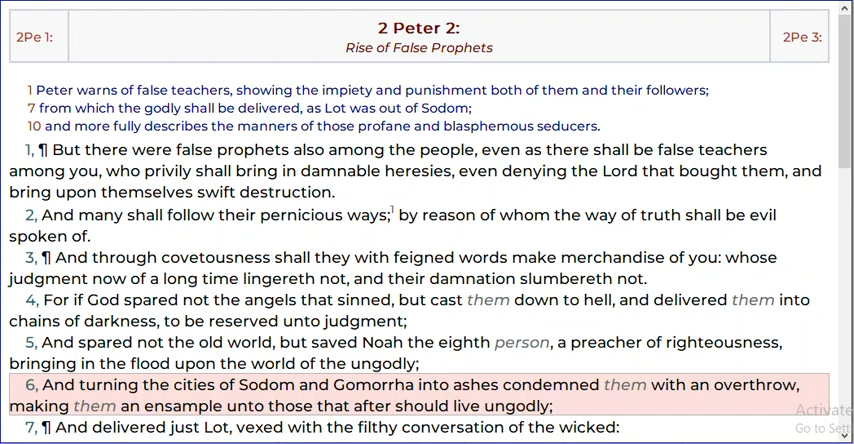 2Pe 1:
2 Peter 2:
Rise of False Prophets
2Pe 3:
1 Peter warns of false teachers, showing the impiety and punishment both of them and their followers;
7 from which the godly shall be delivered, as Lot was out of Sodom;
10 and more fully describes the manners of those profane and blasphemous seducers.
1, ¶ But there were false prophets also among the people, even as there shall be false teachers
among you, who privily shall bring in damnable heresies, even denying the Lord that bought them, and
bring upon themselves swift destruction.
2, And many shall follow their pernicious ways;¹ by reason of whom the way of truth shall be evil
spoken of.
3, ¶ And through covetousness shall they with feigned words make merchandise of you: whose
judgment now of a long time lingereth not, and their damnation slumbereth not.
4, For if God spared not the angels that sinned, but cast them down to hell, and delivered them into
chains of darkness, to be reserved unto judgment;
5, And spared not the old world, but saved Noah the eighth person, a preacher of righteousness,
bringing in the flood upon the world of the ungodly;
6, And turning the cities of Sodom and Gomorrha into ashes condemned them with an overthrow,
making them an ensample unto those that after should live ungodly;
7, ¶ And delivered just Lot, vexed with the filthy conversation of the wicked:
Activate
Go to Sett